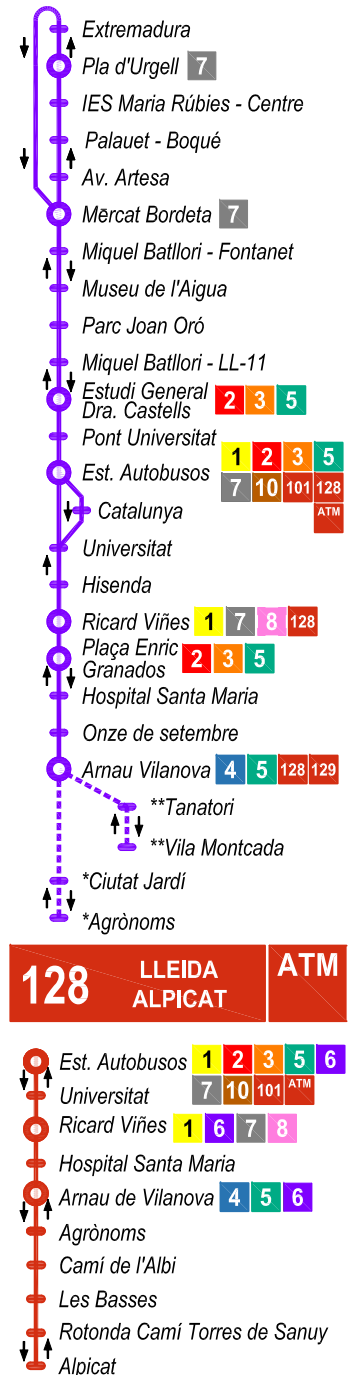 Extremadura
Pla d'Urgell 7
IES Maria Rúbies - Centre
Palauet - Boqué
Av. Artesa
Mercat Bordeta 7
Miquel Batllori - Fontanet
Museu de l'Aigua
Parc Joan Oró
Miquel Batllori - LL-11
Estudi General
Dra. Castells 2 3 5
Pont Universitat
Est. Autobusos 1 2 3 5
7 10 101 128
ATM
Catalunya
Universitat
Hisenda
Ricard Viñes 1 7 8 128
Plaça Enric
Granados 2 3 5
Hospital Santa Maria
Onze de setembre
Arnau Vilanova 4 5 128 129
**Tanatori
**Vila Montcada
*Ciutat Jardí
*Agrònoms
128 LLEIDA ALPICAT ATM
Est. Autobusos 1 2 3 5 6
Universitat 7 10 101 ATM
Ricard Viñes 1 6 7 8
Hospital Santa Maria
Arnau de Vilanova 4 5 6
Agrònoms
Camí de l'Albi
Les Basses
Rotonda Camí Torres de Sanuy
Alpicat